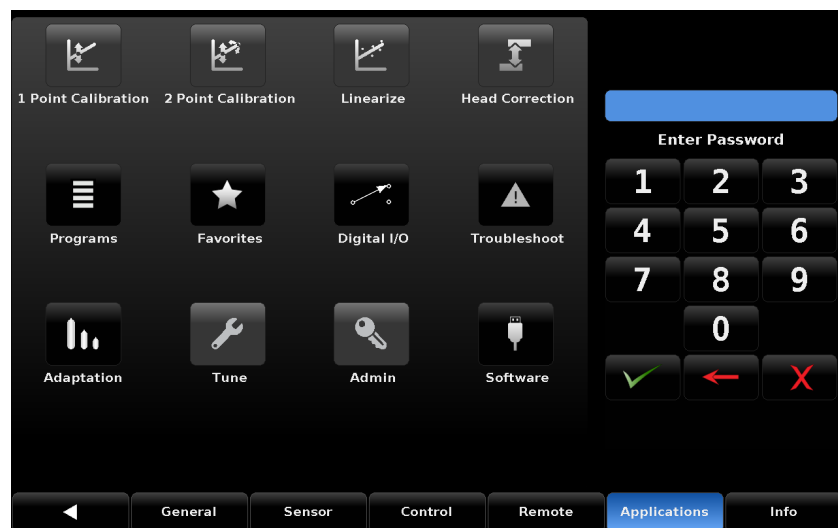 1 Point Calibration
2 Point Calibration
Linearize
Head Correction
Programs
Favorites
Digital I/O
Troubleshoot
Adaptation
Tune
Admin
Software
Enter Password
1 2 3
4 5 6
7 8 9
0
X
General
Sensor
Control
Remote
Applications
Info